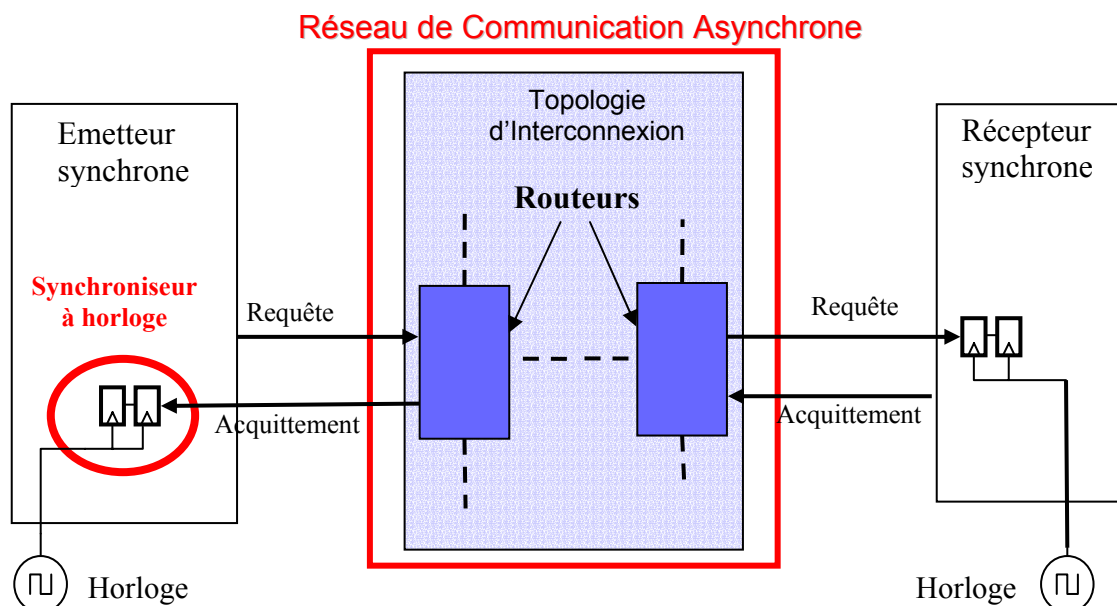 Réseau de Communication Asynchrone
Emetteur
synchrone
Topologie
d'Interconnexion
Récepteur
synchrone
Routeurs
Synchroniseur
à horloge
Requête
Requête
Acquittement
Acquittement
Horloge
Horloge